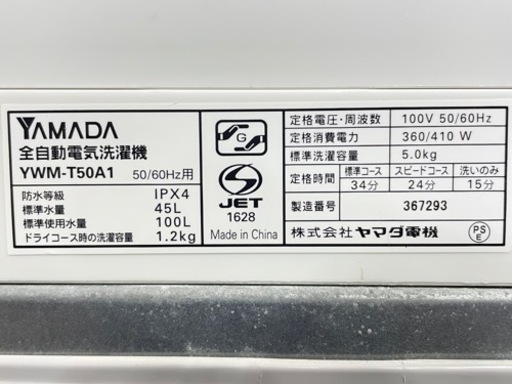 YAMADA
全自動電気洗濯機
YWM-T50A1 50/60Hz用
防水等級 IPX4
標準水量 45L
標準使用水量 100L
ドライコース時の洗濯容量 1.2kg
G
S
JET
1628
Made in China
定格電圧・周波数 100V 50/60Hz
定格消費電力 360/410 W
標準洗濯容量 5.0kg
定格時間 標準コース 34分 スピードコース 24分 洗いのみ 15分
製造番号 367293
株式会社 ヤマダ電機
PS
E